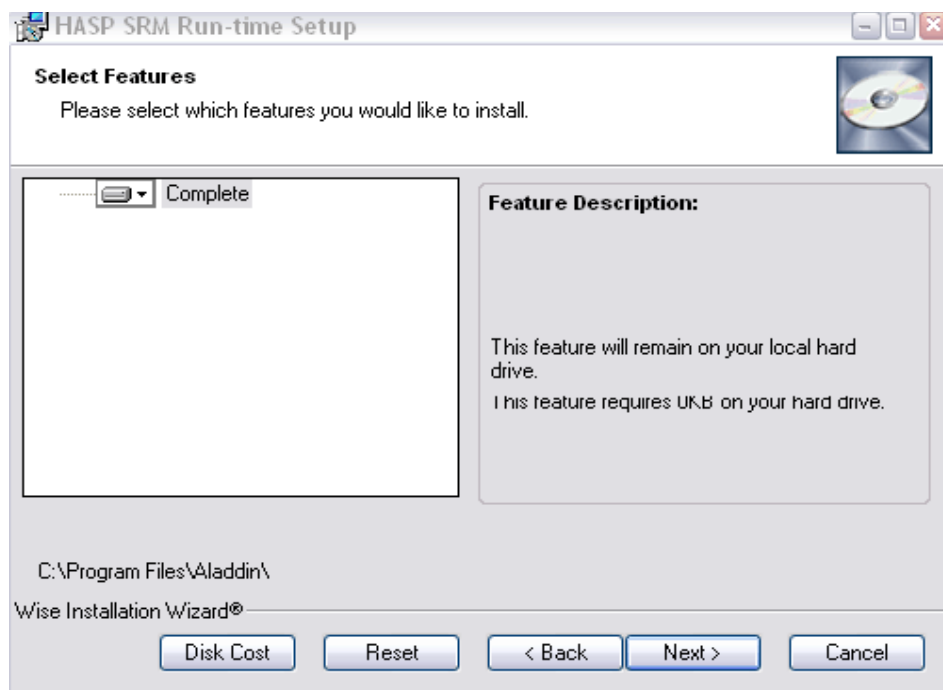 HASP SRM Run-time Setup
Select Features
Please select which features you would like to install.
Complete
Feature Description:
This feature will remain on your local hard
drive.
This feature requires 0KB on your hard drive.
C:\Program Files\Aladdin\
Wise Installation Wizard®
Disk Cost Reset < Back Next > Cancel